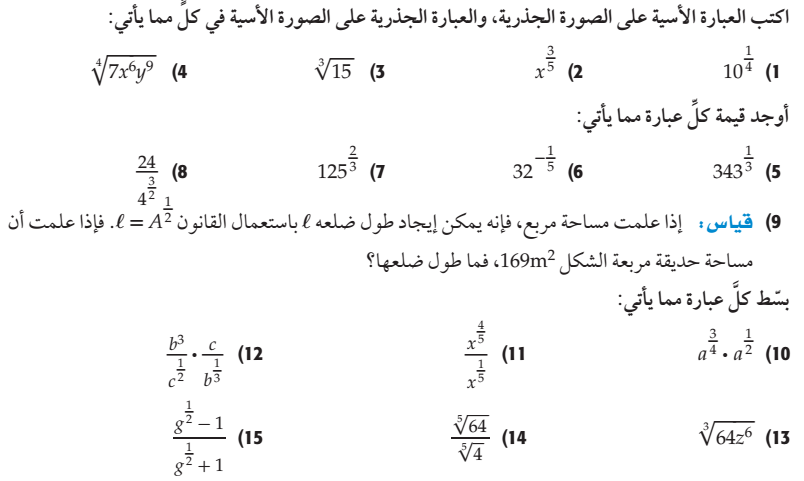 اكتب العبارة الأسية على الصورة الجذرية، والعبارة الجذرية على الصورة الأسية في كلٍّ مما يأتي:
(1 $10^{\frac{1}{4}}$ (2 $x^{\frac{3}{5}}$ (3 $\sqrt[3]{15}$ (4 $\sqrt[4]{7x^6y^9}$
أوجد قيمة كلِّ عبارة مما يأتي:
(5 $343^{\frac{1}{3}}$ (6 $32^{-\frac{1}{5}}$ (7 $125^{\frac{2}{3}}$ (8 $\frac{24}{4^{\frac{3}{2}}}$
(9 قياس: إذا علمت مساحة مربع، فإنه يمكن إيجاد طول ضلعه ℓ باستعمال القانون $\ell = A^{\frac{1}{2}}$. فإذا علمت أن
مساحة حديقة مربعة الشكل 169m²، فما طول ضلعها؟
بسّط كلَّ عبارة مما يأتي:
(10 $a^{\frac{3}{4}} \cdot a^{\frac{1}{2}}$ (11 $\frac{x^{\frac{4}{5}}}{x^{\frac{1}{5}}}$ (12 $\frac{b^3}{c^{\frac{1}{2}}} \cdot \frac{c}{b^{\frac{1}{3}}}$
(13 $\sqrt[3]{64z^6}$ (14 $\frac{\sqrt[5]{64}}{\sqrt[5]{4}}$ (15 $\frac{g^{\frac{1}{2}} - 1}{g^{\frac{1}{2}} + 1}$